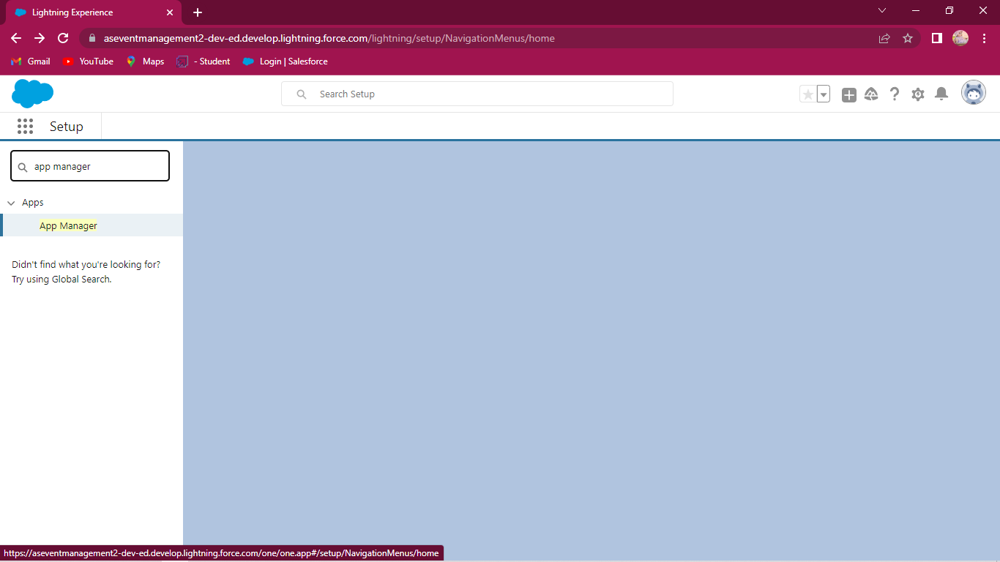 Lightning Experience
aseventmanagement2-dev-ed.develop.lightning.force.com/lightning/setup/NavigationMenus/home
Gmail YouTube Maps - Student Login | Salesforce
Search Setup
Setup
app manager
Apps
App Manager
Didn't find what you're looking for?
Try using Global Search.
https://aseventmanagement2-dev-ed.develop.lightning.force.com/one/one.app#/setup/NavigationMenus/home